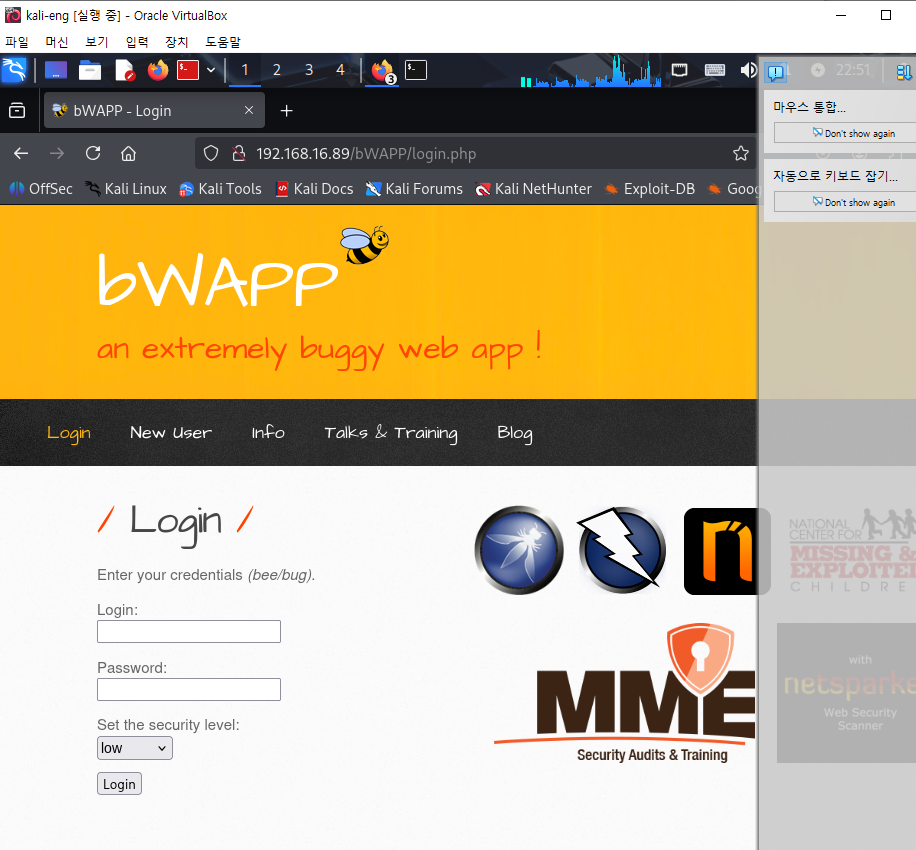 kali-eng [실행 중] - Oracle VirtualBox
파일 머신 보기 입력 장치 도움말
1 2 3 4 3 22:51
bWAPP - Login
마우스 통합...
Don't show again
192.168.16.89/bWAPP/login.php
자동으로 키보드 잡기...
Don't show again
OffSec Kali Linux Kali Tools Kali Docs Kali Forums Kali NetHunter Exploit-DB Goog
bWAPP
an extremely buggy web app !
Login New User Info Talks & Training Blog
/ Login /
Enter your credentials (bee/bug).
Login:
Password:
Set the security level:
low
Login
n
NATIONAL
CENTER FOR
MISSING &
EXPLOITE
CHILDRE
MME
Security Audits & Training
with
netsparke
Web Security
Scanner